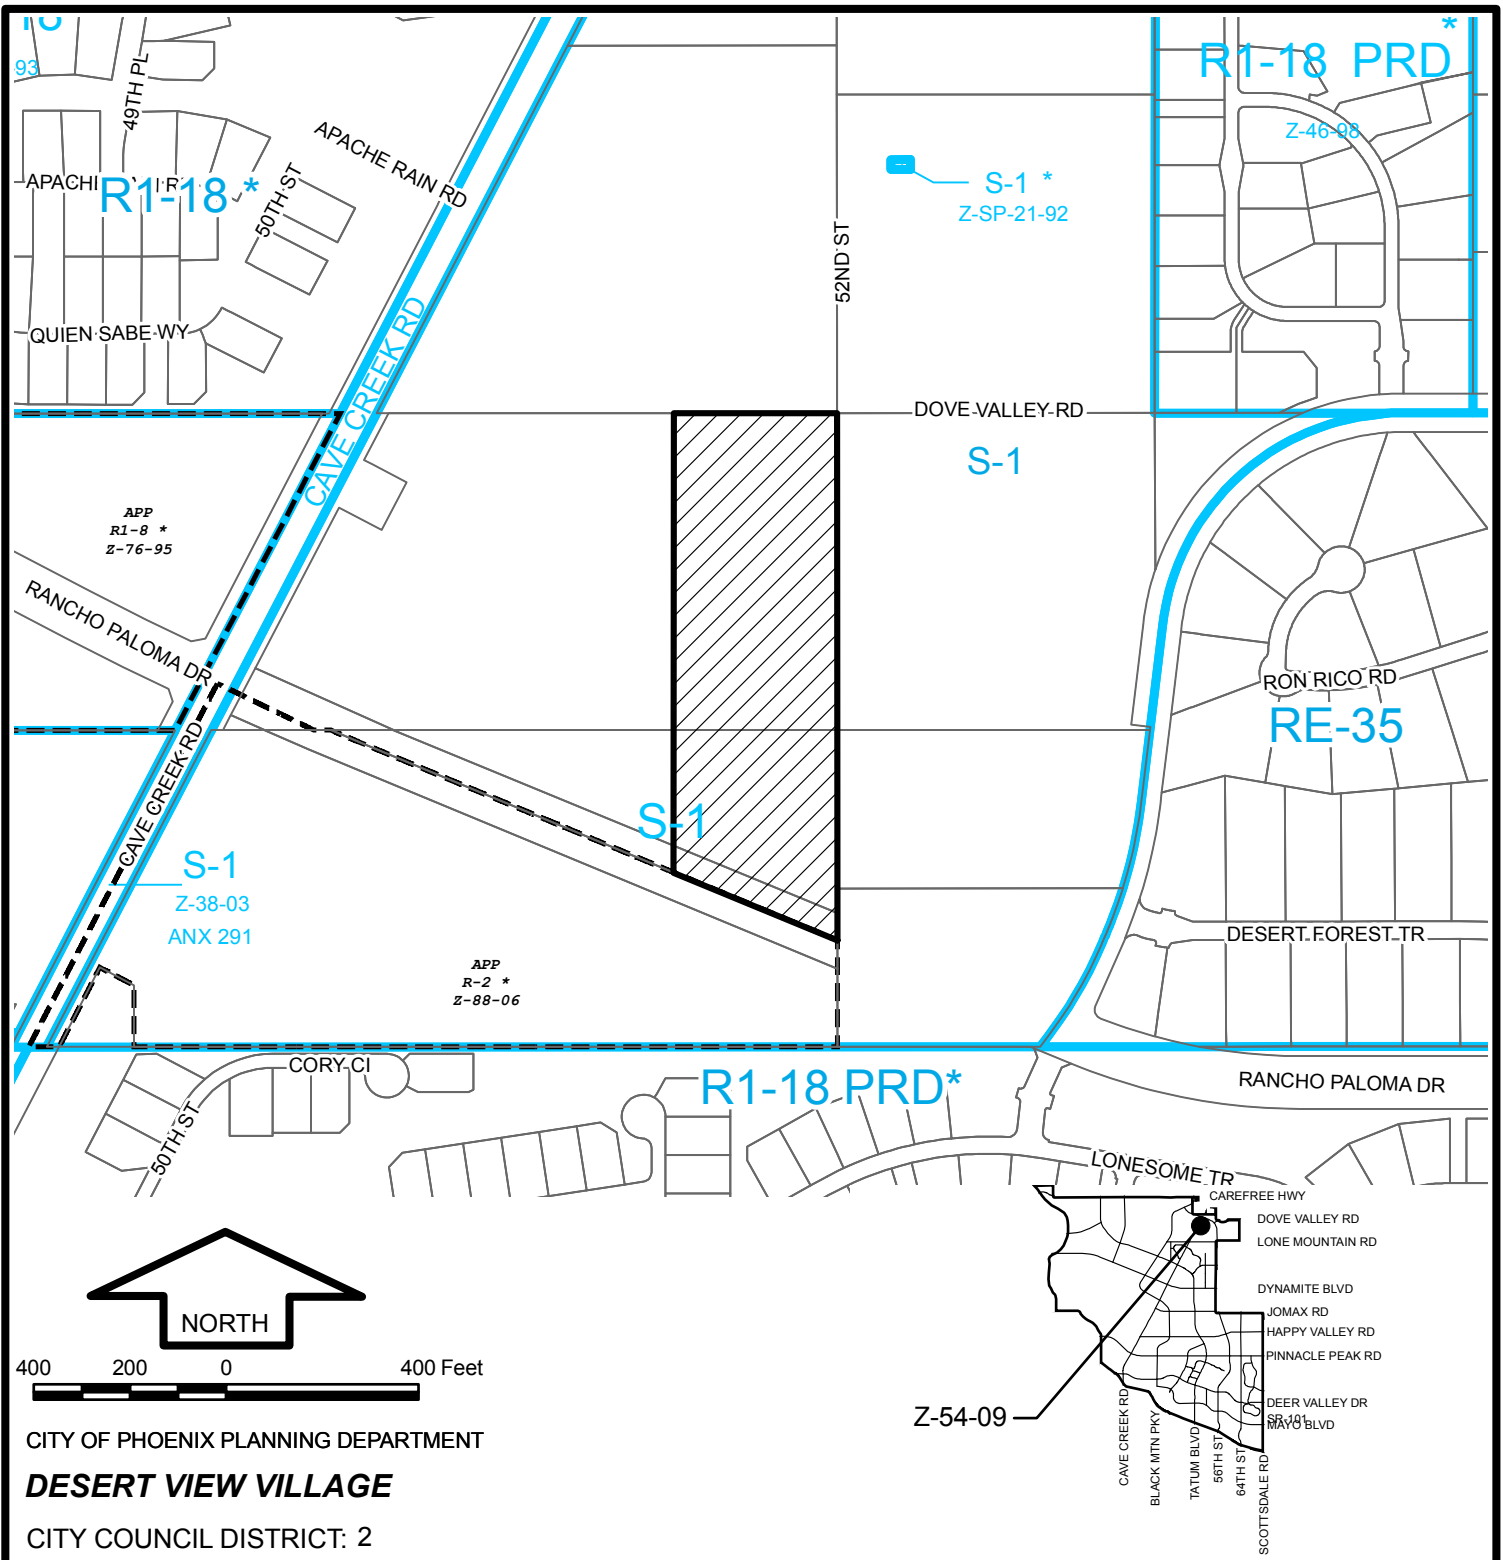 18
93
49TH PL
APACHE RAIN RD
R1-18 *
50TH ST
APACHE RAIN RD
QUIEN SABE WY
CAVE CREEK RD
R1-18 PRD *
Z-46-98
S-1 *
Z-SP-21-92
52ND ST
DOVE VALLEY RD
S-1
APP
R1-8 *
Z-76-95
RANCHO PALOMA DR
CAVE CREEK RD
RON RICO RD
RE-35
S-1
S-1
Z-38-03
ANX 291
DESERT FOREST TR
APP
R-2 *
Z-88-06
CORY CI
50TH ST
R1-18 PRD*
RANCHO PALOMA DR
LONESOME TR
CAREFREE HWY
DOVE VALLEY RD
LONE MOUNTAIN RD
DYNAMITE BLVD
JOMAX RD
HAPPY VALLEY RD
PINNACLE PEAK RD
DEER VALLEY DR
SR-101
MAYO BLVD
CAVE CREEK RD
BLACK MTN PKY
TATUM BLVD
56TH ST
64TH ST
SCOTTSDALE RD
Z-54-09
NORTH
400 200 0 400 Feet
CITY OF PHOENIX PLANNING DEPARTMENT
DESERT VIEW VILLAGE
CITY COUNCIL DISTRICT: 2